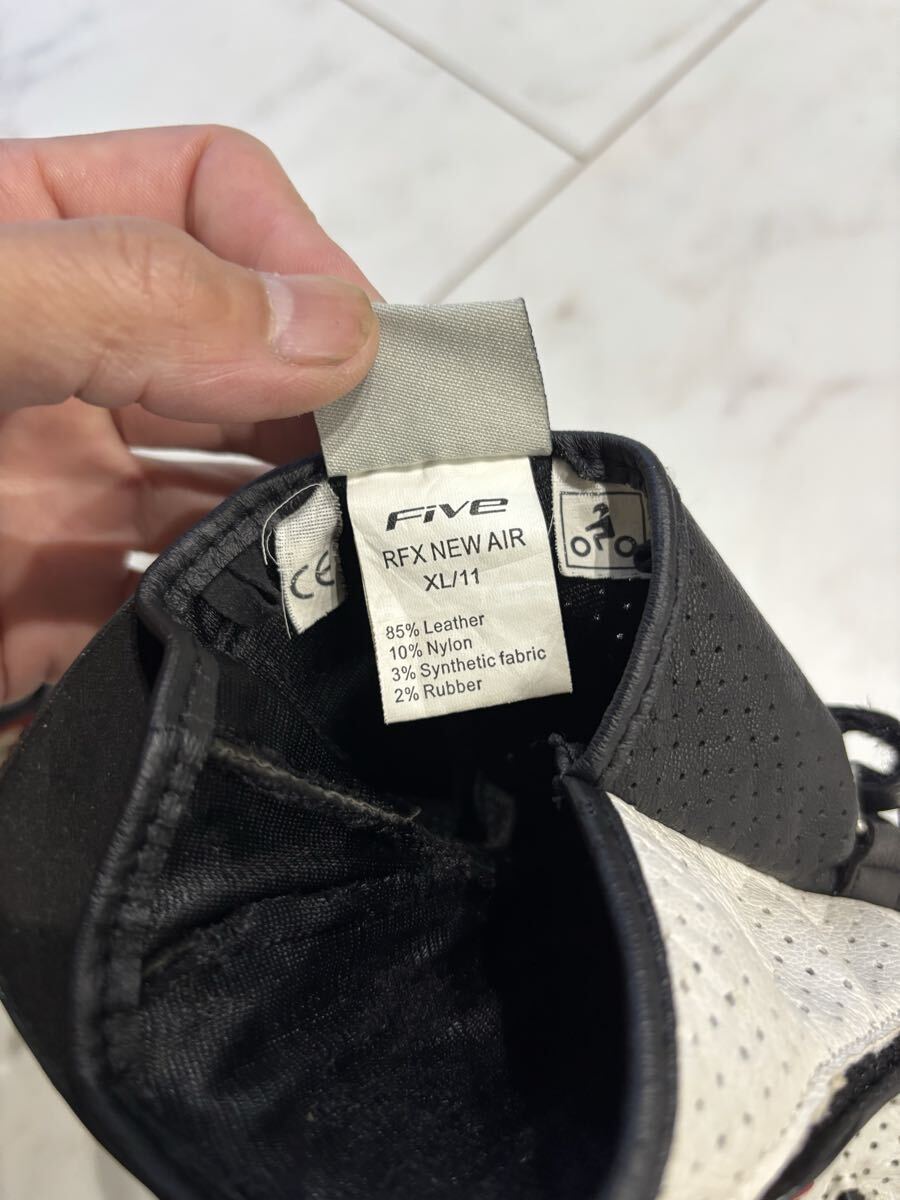 Five
RFX NEW AIR
XL/11
85% Leather
10% Nylon
3% Synthetic fabric
2% Rubber
CE